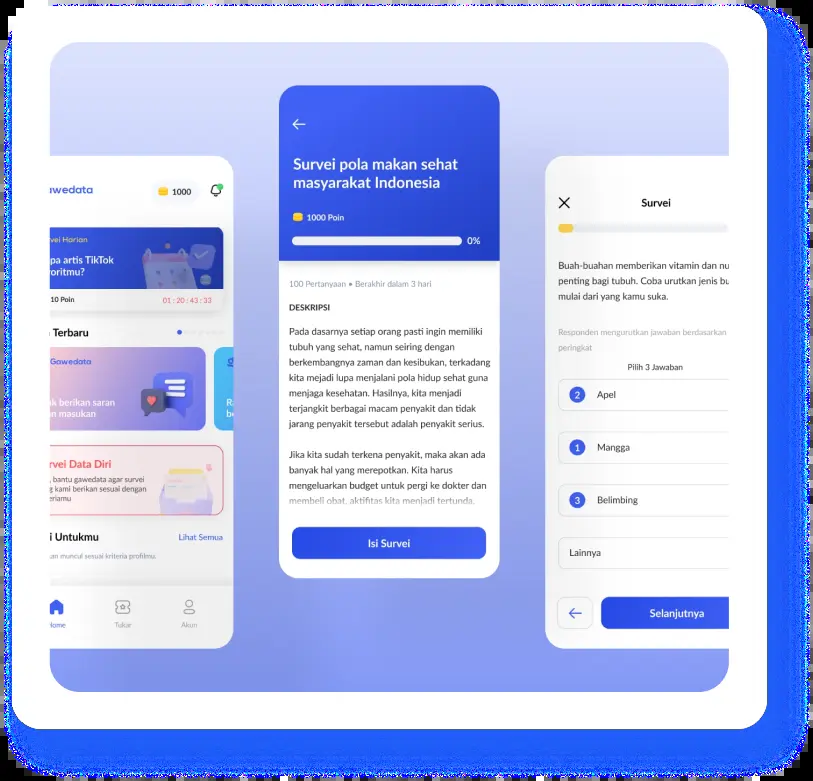 awedata
1000
vei Harian
pa artis TikTok
oritmu?
10 Poin
01 : 20 : 43 : 33
Terbaru
Gawedata
k berikan saran
n masukan
R
be
rvei Data Diri
, bantu gawedata agar survei
g kami berikan sesuai dengan
eriamu
i Untukmu
Lihat Semua
an muncul sesuai kriteria profilmu.
Home
Tukar
Akun
Survei pola makan sehat
masyarakat Indonesia
1000 Poin
0%
100 Pertanyaan • Berakhir dalam 3 hari
DESKRIPSI
Pada dasarnya setiap orang pasti ingin memiliki
tubuh yang sehat, namun seiring dengan
berkembangnya zaman dan kesibukan, terkadang
kita mejadi lupa menjalani pola hidup sehat guna
menjaga kesehatan. Hasilnya, kita menjadi
terjangkit berbagai macam penyakit dan tidak
jarang penyakit tersebut adalah penyakit serius.
Jika kita sudah terkena penyakit, maka akan ada
banyak hal yang merepotkan. Kita harus
mengeluarkan budget untuk pergi ke dokter dan
membeli obat, aktifitas kita menjadi tertunda,
Isi Survei
Survei
Buah-buahan memberikan vitamin dan nu
penting bagi tubuh. Coba urutkan jenis bu
mulai dari yang kamu suka.
Responden mengurutkan jawaban berdasarkan
peringkat
Pilih 3 Jawaban
2 Apel
1 Mangga
3 Belimbing
Lainnya
Selanjutnya